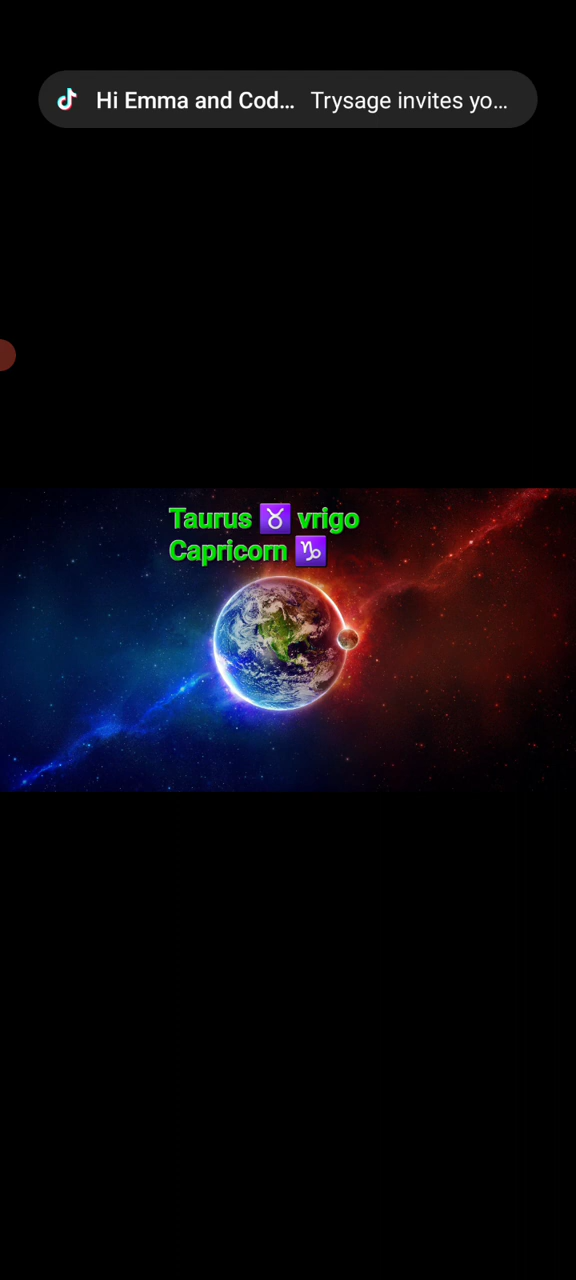 Hi Emma and Cod... Trysage invites yo...
Taurus ♉ vrigo
Capricorn ♑